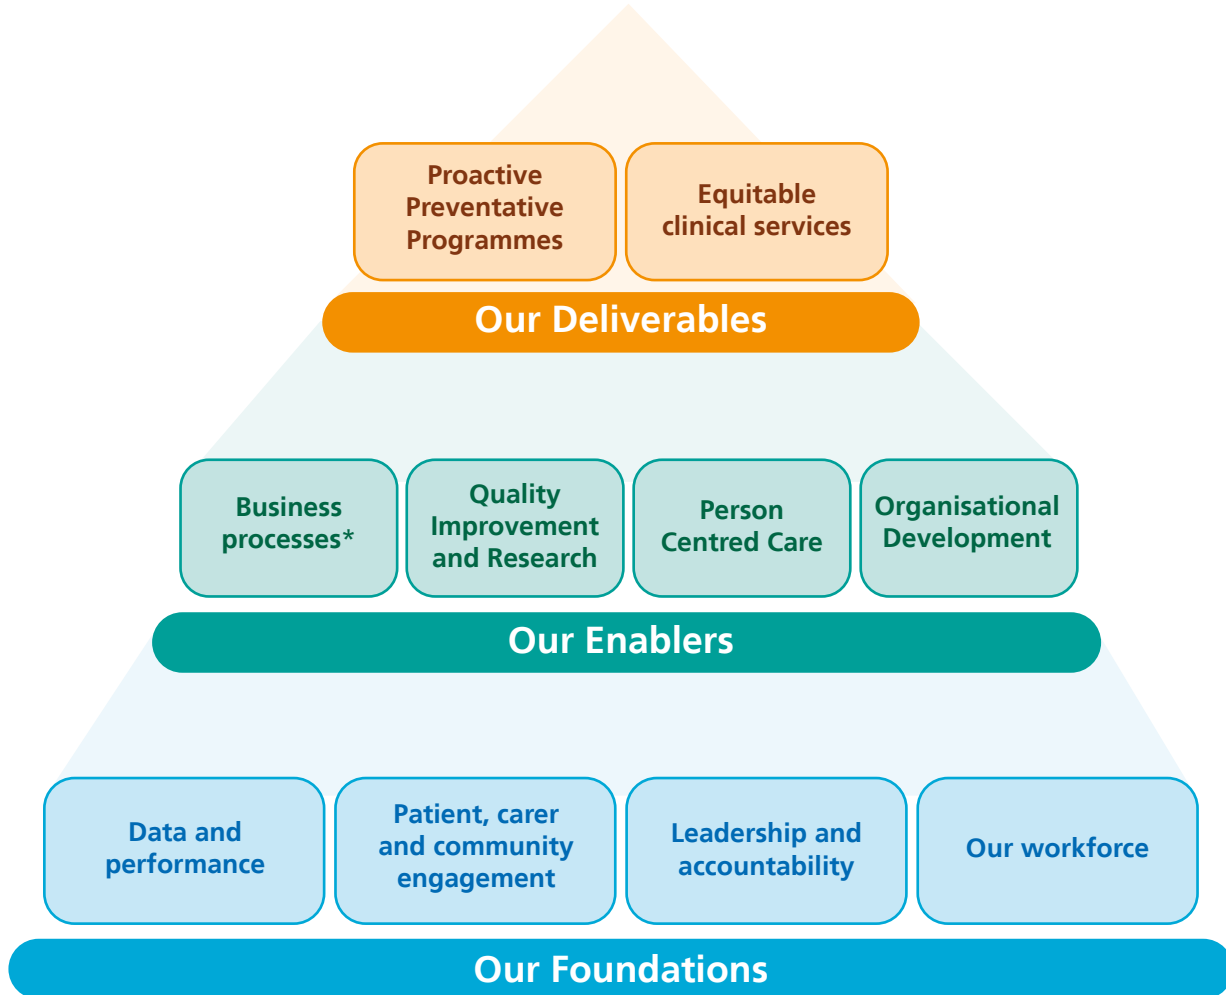 Proactive
Preventative
Programmes
Equitable
clinical services
Our Deliverables
Business
processes*
Quality
Improvement
and Research
Person
Centred Care
Organisational
Development
Our Enablers
Data and
performance
Patient, carer
and community
engagement
Leadership and
accountability
Our workforce
Our Foundations